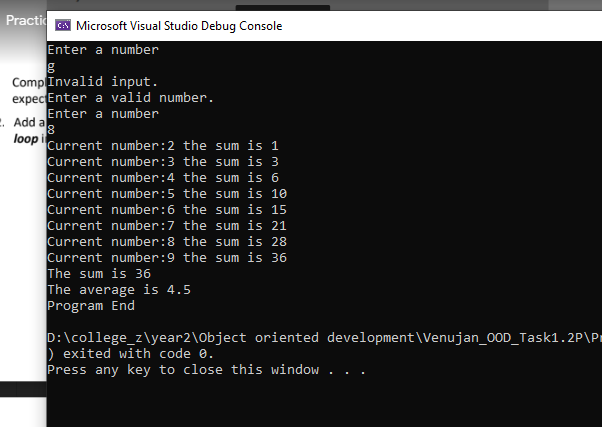 Practic
Microsoft Visual Studio Debug Console
Enter a number
g
Invalid input.
Enter a valid number.
Enter a number
8
Current number:2 the sum is 1
Current number:3 the sum is 3
Current number:4 the sum is 6
Current number:5 the sum is 10
Current number:6 the sum is 15
Current number:7 the sum is 21
Current number:8 the sum is 28
Current number:9 the sum is 36
The sum is 36
The average is 4.5
Program End
D:\college_z\year2\Object oriented development\Venujan_OOD_Task1.2P\Pr
) exited with code 0.
Press any key to close this window . . .
Compl
expect
2. Add a
loop i